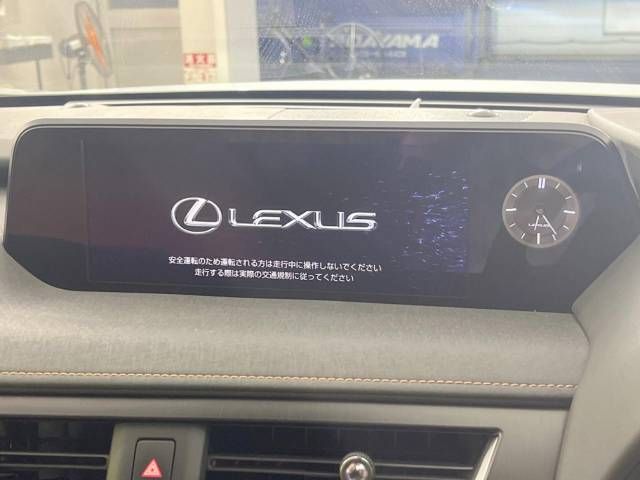 LEXUS
安全運転のため運転される方は走行中に操作しないでください
走行する際は実際の交通規制に従ってください
LEXUS